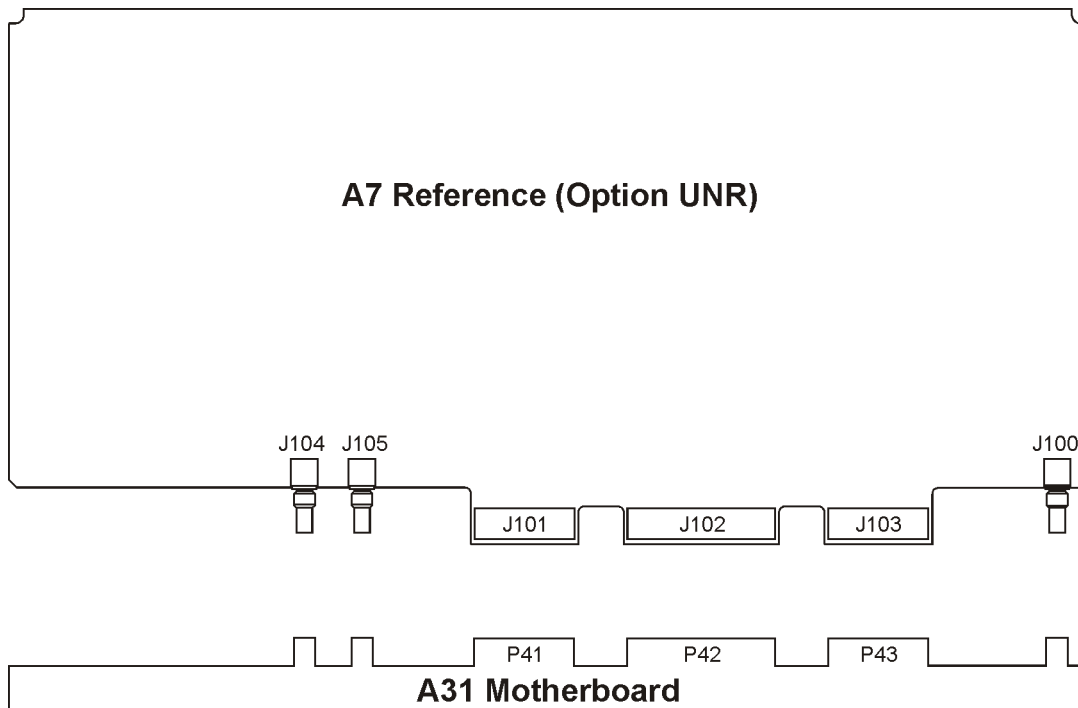 A7 Reference (Option UNR)
J104 J105 J100
J101 J102 J103
P41 P42 P43
A31 Motherboard